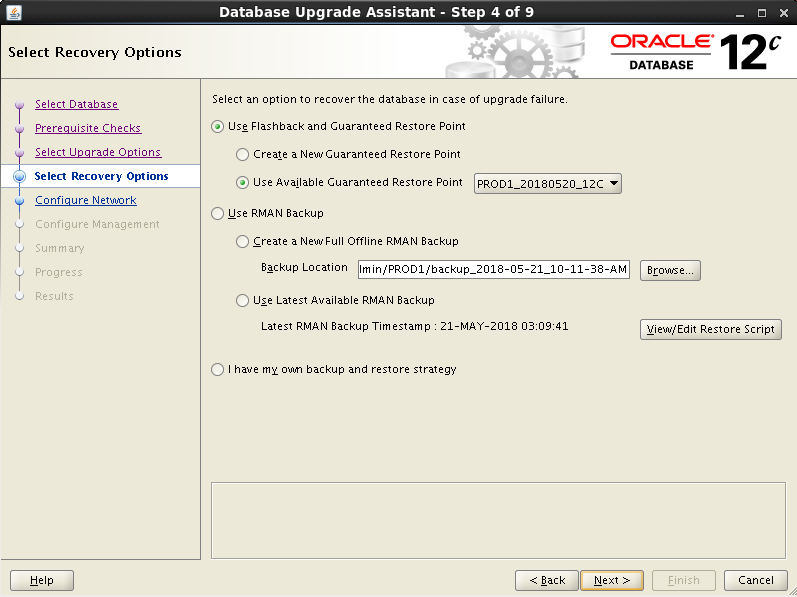 Database Upgrade Assistant - Step 4 of 9
Select Recovery Options
ORACLE
DATABASE
12c
Select Database
Prerequisite Checks
Select Upgrade Options
Select Recovery Options
Configure Network
Configure Management
Summary
Progress
Results
Select an option to recover the database in case of upgrade failure.
Use Flashback and Guaranteed Restore Point
Create a New Guaranteed Restore Point
Use Available Guaranteed Restore Point PROD1_20180520_12C
Use RMAN Backup
Create a New Full Offline RMAN Backup
Backup Location lmin/PROD1/backup_2018-05-21_10-11-38-AM Browse...
Use Latest Available RMAN Backup
Latest RMAN Backup Timestamp : 21-MAY-2018 03:09:41 View/Edit Restore Script
I have my own backup and restore strategy
Help < Back Next > Finish Cancel